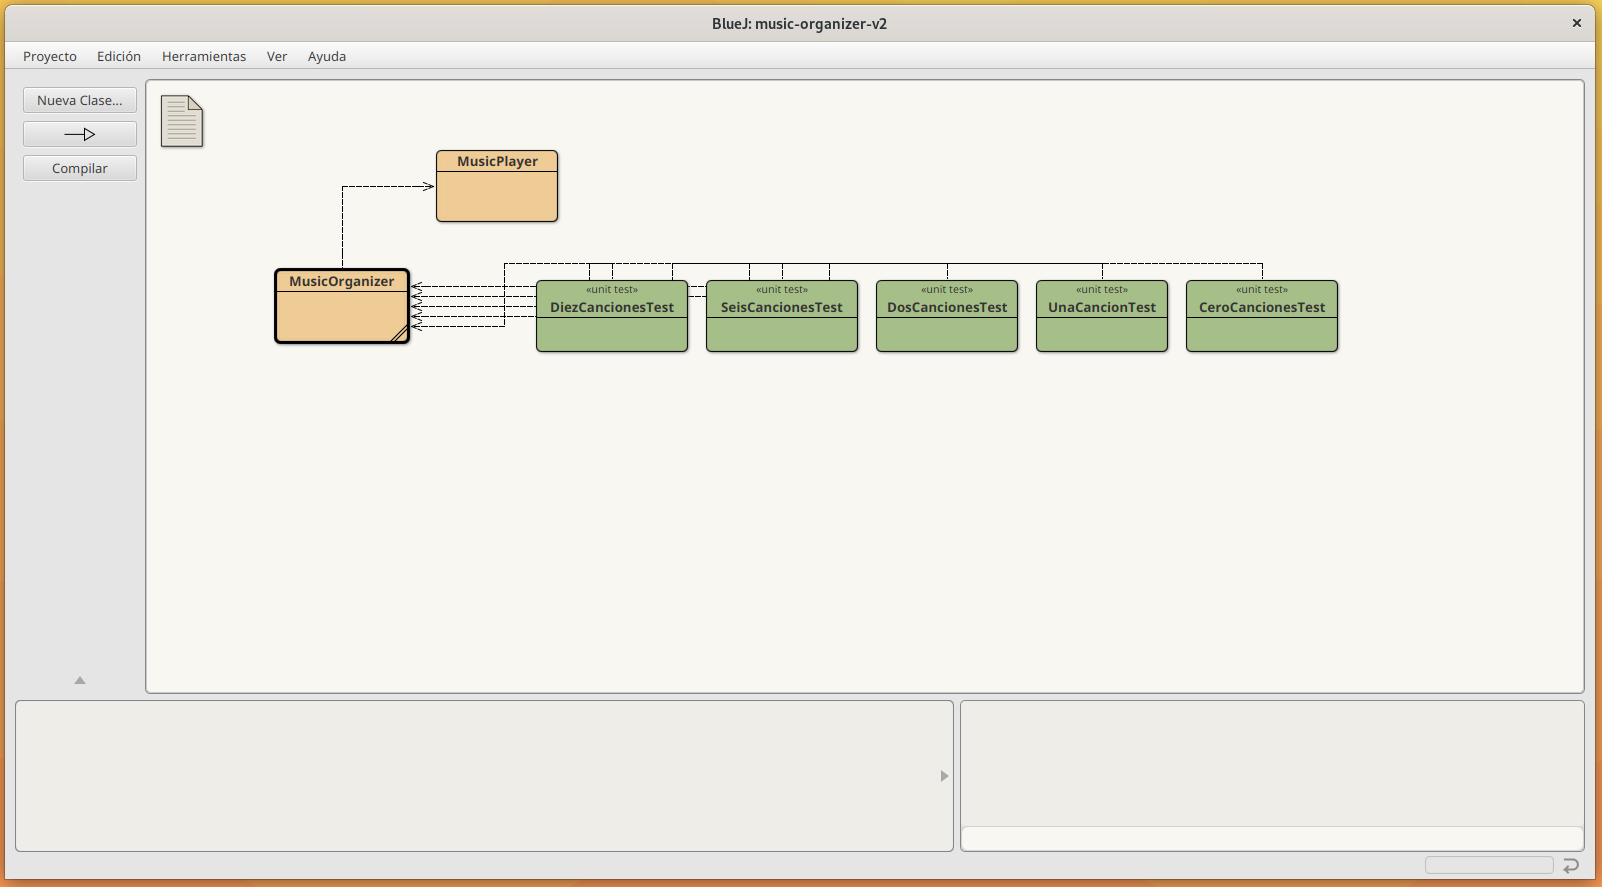 BlueJ: music-organizer-v2
Proyecto Edición Herramientas Ver Ayuda
Nueva Clase...
Compilar
MusicPlayer
MusicOrganizer
«unit test»
DiezCancionesTest
«unit test»
SeisCancionesTest
«unit test»
DosCancionesTest
«unit test»
UnaCancionTest
«unit test»
CeroCancionesTest